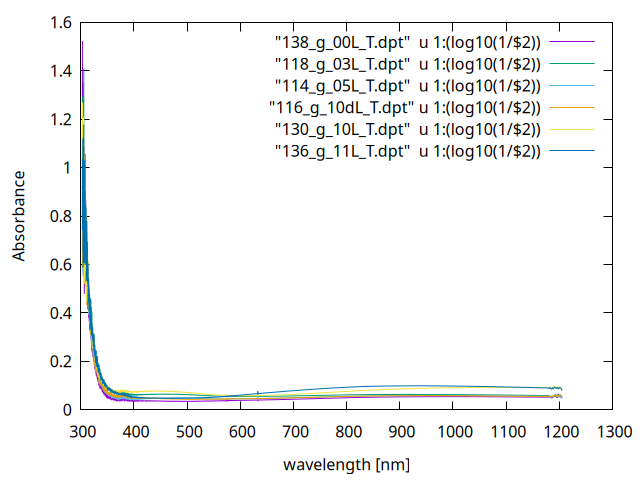 1.6
1.4
1.2
1
0.8
0.6
0.4
0.2
0
Absorbance
"138_g_00L_T.dpt" u 1:(log10(1/$2))
"118_g_03L_T.dpt" u 1:(log10(1/$2))
"114_g_05L_T.dpt" u 1:(log10(1/$2))
"116_g_10dL_T.dpt" u 1:(log10(1/$2))
"130_g_10L_T.dpt" u 1:(log10(1/$2))
"136_g_11L_T.dpt" u 1:(log10(1/$2))
300 400 500 600 700 800 900 1000 1100 1200 1300
wavelength [nm]